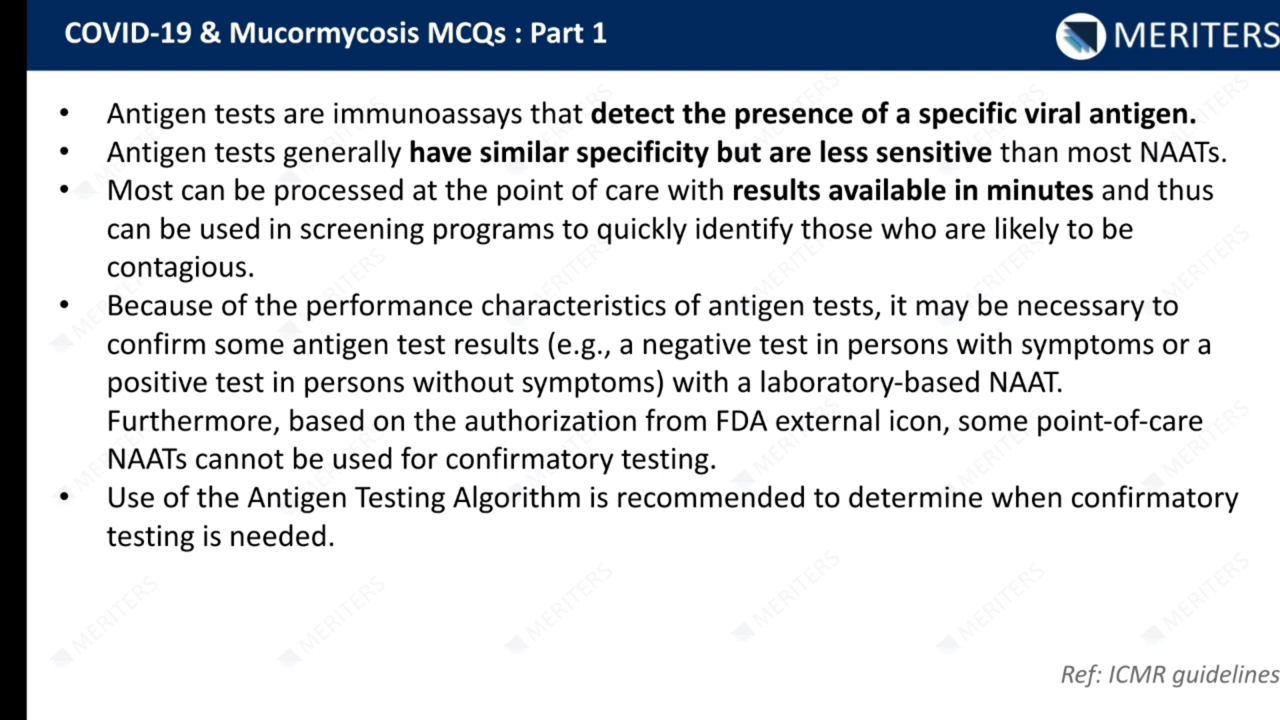 COVID-19 & Mucormycosis MCQs : Part 1
MERITERS
• Antigen tests are immunoassays that detect the presence of a specific viral antigen.
• Antigen tests generally have similar specificity but are less sensitive than most NAATs.
• Most can be processed at the point of care with results available in minutes and thus
can be used in screening programs to quickly identify those who are likely to be
contagious.
• Because of the performance characteristics of antigen tests, it may be necessary to
confirm some antigen test results (e.g., a negative test in persons with symptoms or a
positive test in persons without symptoms) with a laboratory-based NAAT.
Furthermore, based on the authorization from FDA external icon, some point-of-care
NAATs cannot be used for confirmatory testing.
• Use of the Antigen Testing Algorithm is recommended to determine when confirmatory
testing is needed.
MERITERS
MERITERS
MERITERS
MERITERS
MERITERS
MERITERS
Ref: ICMR guidelines